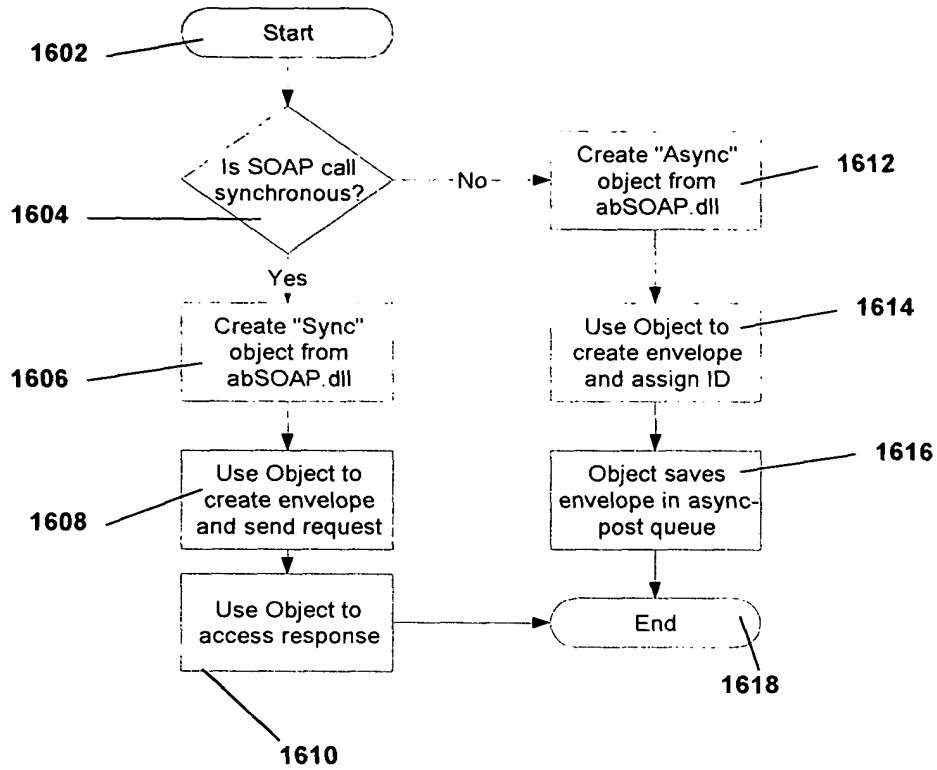 Start
1602
Is SOAP call
synchronous?
1604
No
Create "Async"
object from
abSOAP.dll
1612
Yes
Create "Sync"
object from
abSOAP.dll
1606
Use Object to
create envelope
and assign ID
1614
Use Object to
create envelope
and send request
1608
Object saves
envelope in async-
post queue
1616
Use Object to
access response
1610
End
1618